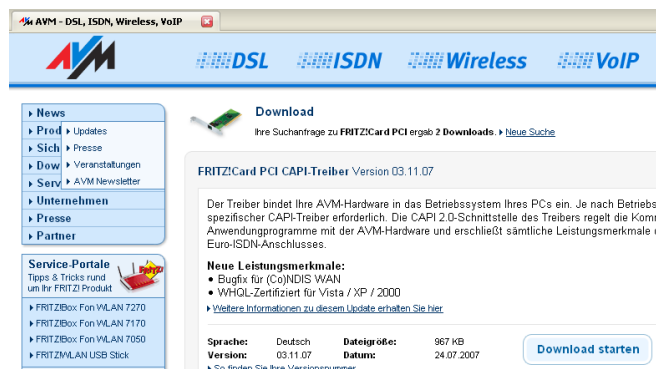 AVM - DSL, ISDN, Wireless, VoIP
AVM
DSL ISDN Wireless VoIP
News
Updates
Presse
Veranstaltungen
AVM Newsletter
Prod
Sich
Dow
Serv
Unternehmen
Presse
Partner
Service-Portale
Tipps & Tricks rund
um Ihr FRITZ! Produkt
FRITZ!
FRITZ!Box Fon WLAN 7270
FRITZ!Box Fon WLAN 7170
FRITZ!Box Fon WLAN 7050
FRITZ!WLAN USB Stick
Download
Ihre Suchanfrage zu FRITZ!Card PCI ergab 2 Downloads. Neue Suche
FRITZ!Card PCI CAPI-Treiber Version 03.11.07
Der Treiber bindet Ihre AVM-Hardware in das Betriebssystem Ihres PCs ein. Je nach Betriebs
spezifischer CAPI-Treiber erforderlich. Die CAPI 2.0-Schnittstelle des Treibers regelt die Kom
Anwendungprogramme mit der AVM-Hardware und erschließt sämtliche Leistungsmerkmale
Euro-ISDN-Anschlusses.
Neue Leistungsmerkmale:
• Bugfix für (Co)NDIS WAN
• WHQL-Zertifiziert für Vista / XP / 2000
Weitere Informationen zu diesem Update erhalten Sie hier
Sprache: Deutsch Dateigröße: 967 KB
Version: 03.11.07 Datum: 24.07.2007
Download starten
So finden Sie Ihre Versionsnummer